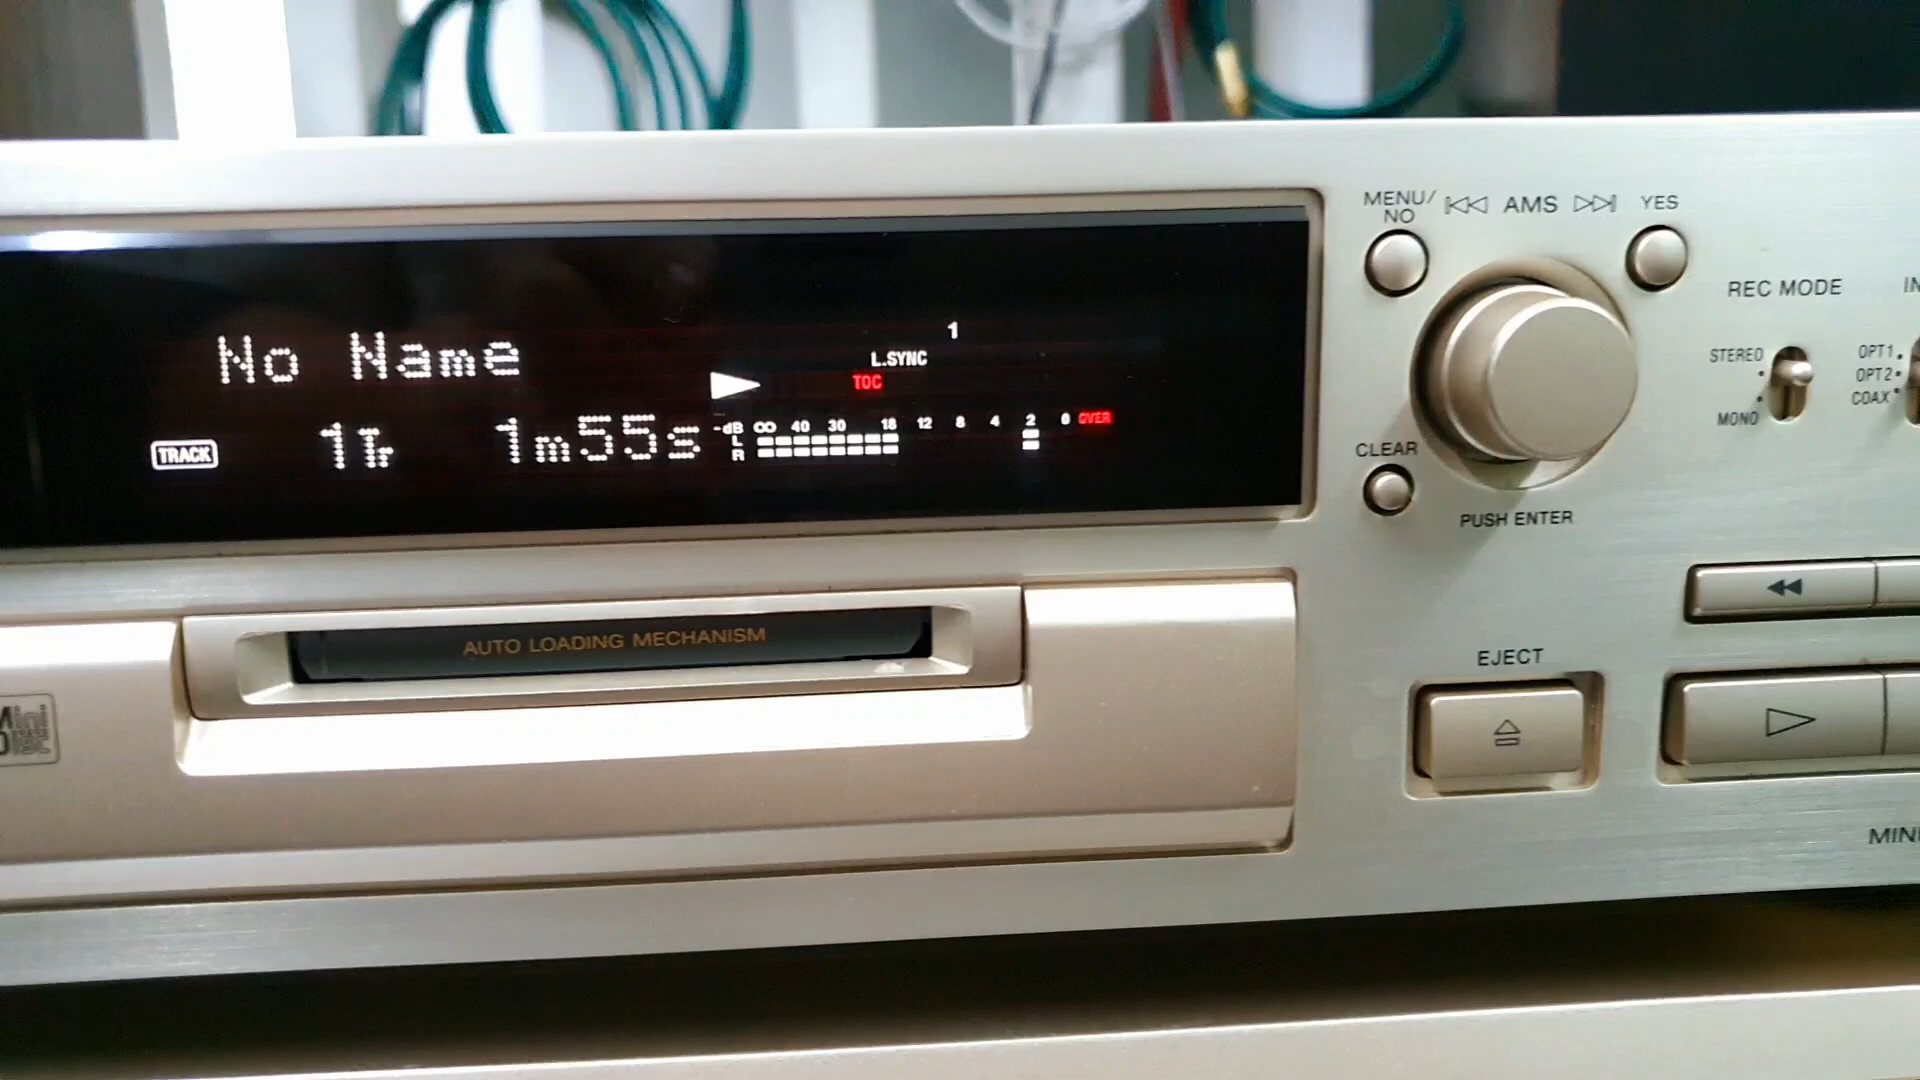 MENU/
NO
AMS
YES
REC MODE
No Name
1
L.SYNC
TOC
STEREO
OPT1
OPT2
COAX
MONO
TRACK
1Tr 1m55s
-dB ∞ 40 30 18 12 8 4 2 0 OVER
L
R
CLEAR
PUSH ENTER
AUTO LOADING MECHANISM
EJECT